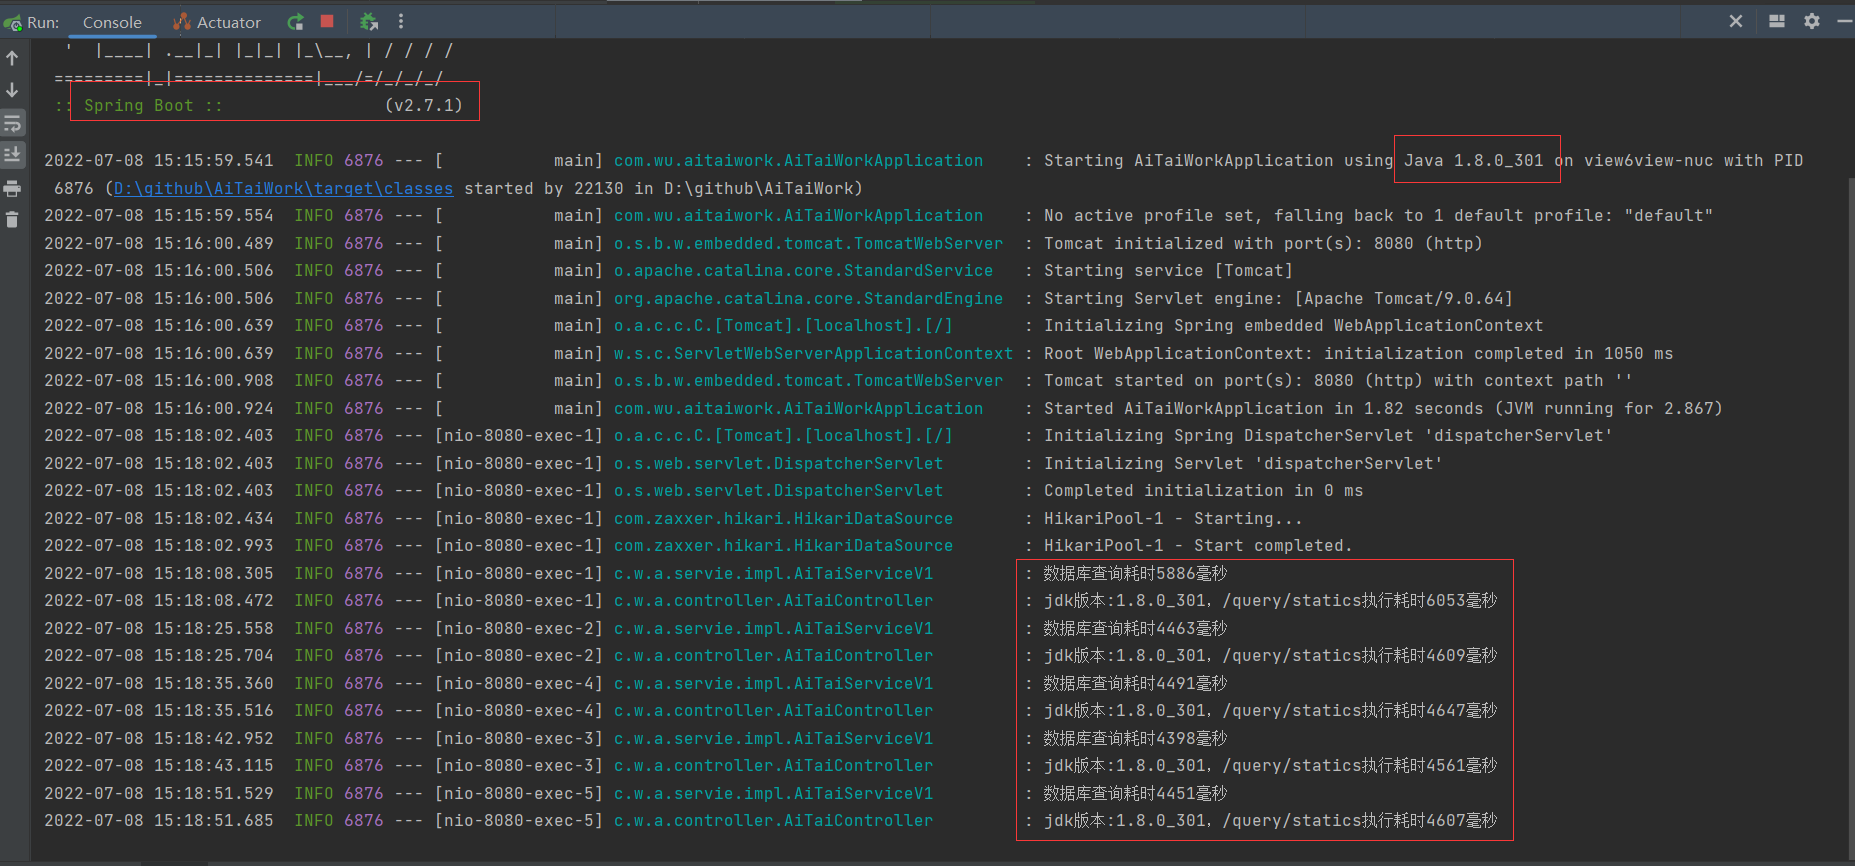 Run: Console Actuator
'  |____| .__|_| |_|_| |_\__, | / / / /
=========|_|==============|___/=/_/_/_/
:: Spring Boot ::                (v2.7.1)
2022-07-08 15:15:59.541  INFO 6876 --- [           main] com.wu.aitaiwork.AiTaiWorkApplication    : Starting AiTaiWorkApplication using Java 1.8.0_301 on view6view-nuc with PID
6876 (D:\github\AiTaiWork\target\classes started by 22130 in D:\github\AiTaiWork)
2022-07-08 15:15:59.554  INFO 6876 --- [           main] com.wu.aitaiwork.AiTaiWorkApplication    : No active profile set, falling back to 1 default profile: "default"
2022-07-08 15:16:00.489  INFO 6876 --- [           main] o.s.b.w.embedded.tomcat.TomcatWebServer  : Tomcat initialized with port(s): 8080 (http)
2022-07-08 15:16:00.506  INFO 6876 --- [           main] o.apache.catalina.core.StandardService   : Starting service [Tomcat]
2022-07-08 15:16:00.506  INFO 6876 --- [           main] org.apache.catalina.core.StandardEngine  : Starting Servlet engine: [Apache Tomcat/9.0.64]
2022-07-08 15:16:00.639  INFO 6876 --- [           main] o.a.c.c.C.[Tomcat].[localhost].[/]       : Initializing Spring embedded WebApplicationContext
2022-07-08 15:16:00.639  INFO 6876 --- [           main] w.s.c.ServletWebServerApplicationContext : Root WebApplicationContext: initialization completed in 1050 ms
2022-07-08 15:16:00.908  INFO 6876 --- [           main] o.s.b.w.embedded.tomcat.TomcatWebServer  : Tomcat started on port(s): 8080 (http) with context path ''
2022-07-08 15:16:00.924  INFO 6876 --- [           main] com.wu.aitaiwork.AiTaiWorkApplication    : Started AiTaiWorkApplication in 1.82 seconds (JVM running for 2.867)
2022-07-08 15:18:02.403  INFO 6876 --- [nio-8080-exec-1] o.a.c.c.C.[Tomcat].[localhost].[/]       : Initializing Spring DispatcherServlet 'dispatcherServlet'
2022-07-08 15:18:02.403  INFO 6876 --- [nio-8080-exec-1] o.s.web.servlet.DispatcherServlet        : Initializing Servlet 'dispatcherServlet'
2022-07-08 15:18:02.403  INFO 6876 --- [nio-8080-exec-1] o.s.web.servlet.DispatcherServlet        : Completed initialization in 0 ms
2022-07-08 15:18:02.434  INFO 6876 --- [nio-8080-exec-1] com.zaxxer.hikari.HikariDataSource       : HikariPool-1 - Starting...
2022-07-08 15:18:02.993  INFO 6876 --- [nio-8080-exec-1] com.zaxxer.hikari.HikariDataSource       : HikariPool-1 - Start completed.
2022-07-08 15:18:08.305  INFO 6876 --- [nio-8080-exec-1] c.w.a.servie.impl.AiTaiServiceV1         : 数据库查询耗时5886毫秒
2022-07-08 15:18:08.472  INFO 6876 --- [nio-8080-exec-1] c.w.a.controller.AiTaiController         : jdk版本:1.8.0_301，/query/statics执行耗时6053毫秒
2022-07-08 15:18:25.558  INFO 6876 --- [nio-8080-exec-2] c.w.a.servie.impl.AiTaiServiceV1         : 数据库查询耗时4463毫秒
2022-07-08 15:18:25.704  INFO 6876 --- [nio-8080-exec-2] c.w.a.controller.AiTaiController         : jdk版本:1.8.0_301，/query/statics执行耗时4609毫秒
2022-07-08 15:18:35.360  INFO 6876 --- [nio-8080-exec-4] c.w.a.servie.impl.AiTaiServiceV1         : 数据库查询耗时4491毫秒
2022-07-08 15:18:35.516  INFO 6876 --- [nio-8080-exec-4] c.w.a.controller.AiTaiController         : jdk版本:1.8.0_301，/query/statics执行耗时4647毫秒
2022-07-08 15:18:42.952  INFO 6876 --- [nio-8080-exec-3] c.w.a.servie.impl.AiTaiServiceV1         : 数据库查询耗时4398毫秒
2022-07-08 15:18:43.115  INFO 6876 --- [nio-8080-exec-3] c.w.a.controller.AiTaiController         : jdk版本:1.8.0_301，/query/statics执行耗时4561毫秒
2022-07-08 15:18:51.529  INFO 6876 --- [nio-8080-exec-5] c.w.a.servie.impl.AiTaiServiceV1         : 数据库查询耗时4451毫秒
2022-07-08 15:18:51.685  INFO 6876 --- [nio-8080-exec-5] c.w.a.controller.AiTaiController         : jdk版本:1.8.0_301，/query/statics执行耗时4607毫秒